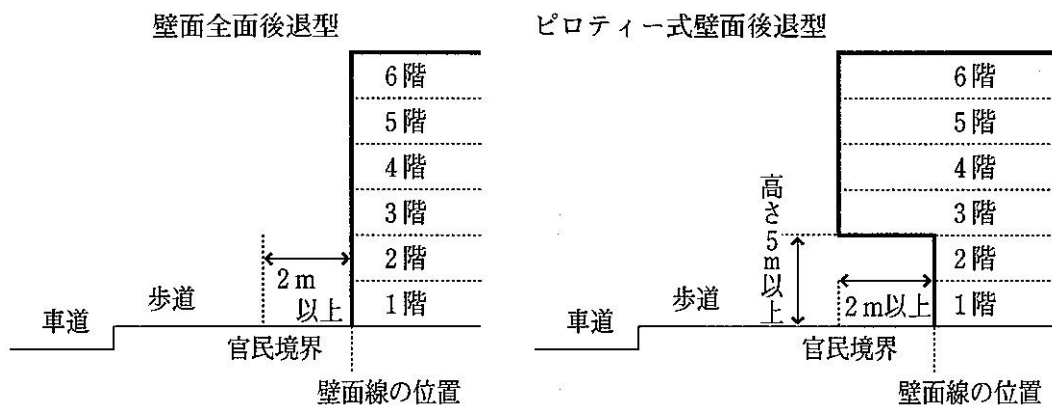 壁面全面後退型
6階
5階
4階
3階
2階
1階
2m
以上
歩道
車道
官民境界
壁面線の位置
ピロティー式壁面後退型
6階
5階
4階
3階
2階
1階
高さ5m以上
2m以上
歩道
車道
官民境界
壁面線の位置